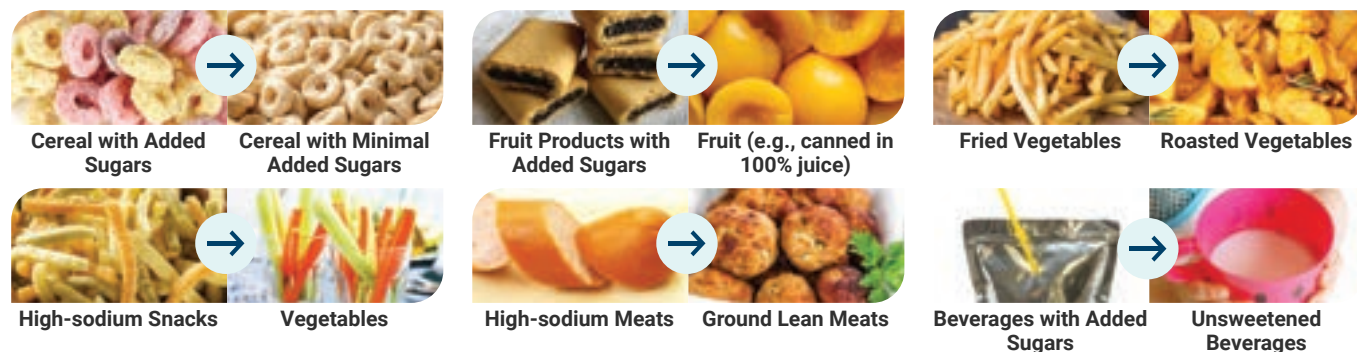 Cereal with Added
Sugars
Cereal with Minimal
Added Sugars
Fruit Products with
Added Sugars
Fruit (e.g., canned in
100% juice)
Fried Vegetables
Roasted Vegetables
High-sodium Snacks
Vegetables
High-sodium Meats
Ground Lean Meats
Beverages with Added
Sugars
Unsweetened
Beverages